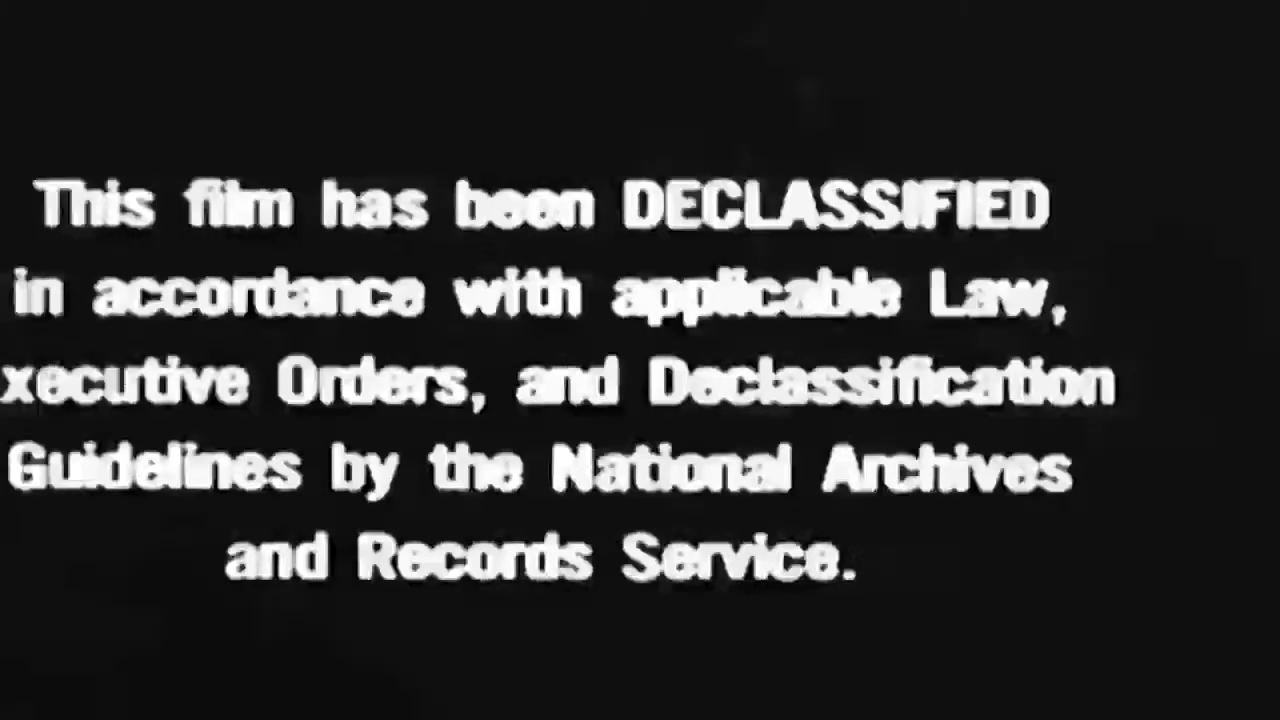 This film has been DECLASSIFIED
in accordance with applicable Law,
xecutive Orders, and Declassification
Guidelines by the National Archives
and Records Service.